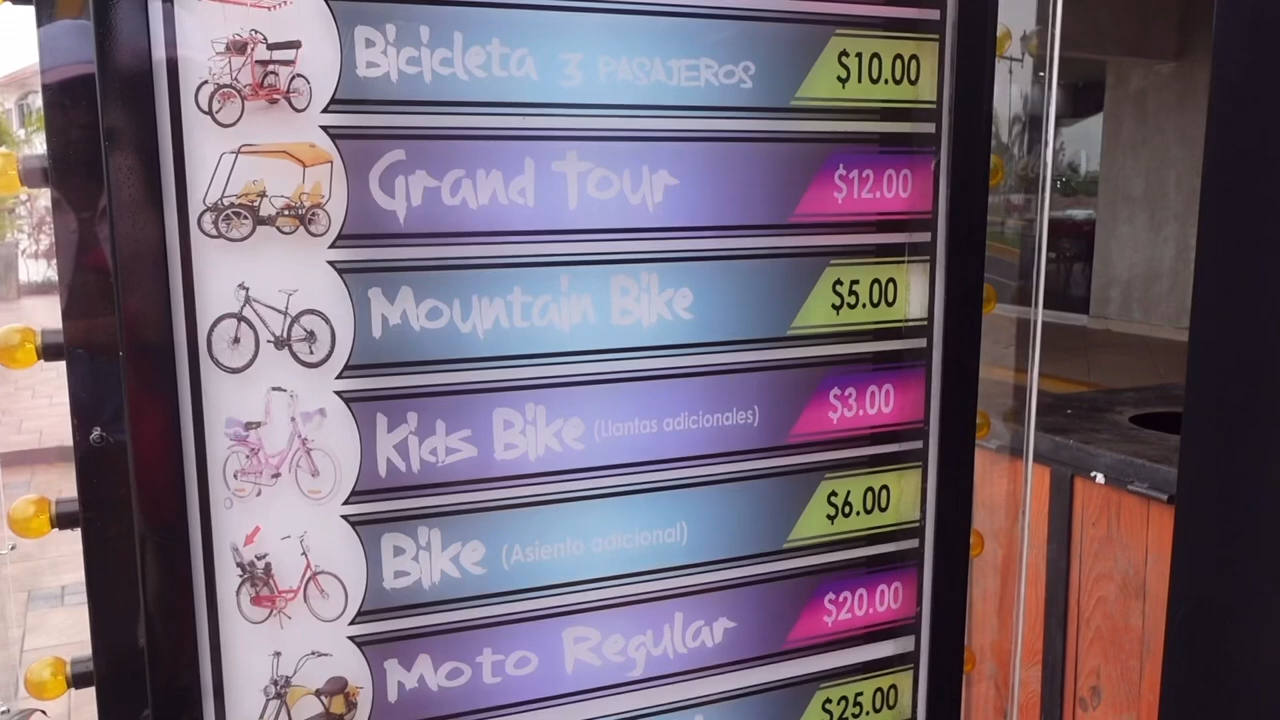 Bicicleta 3 PASAJEROS $10.00
Grand Tour $12.00
Mountain Bike $5.00
Kids Bike (Llantas adicionales) $3.00
Bike (Asiento adicional) $6.00
Moto Regular $20.00
$25.00